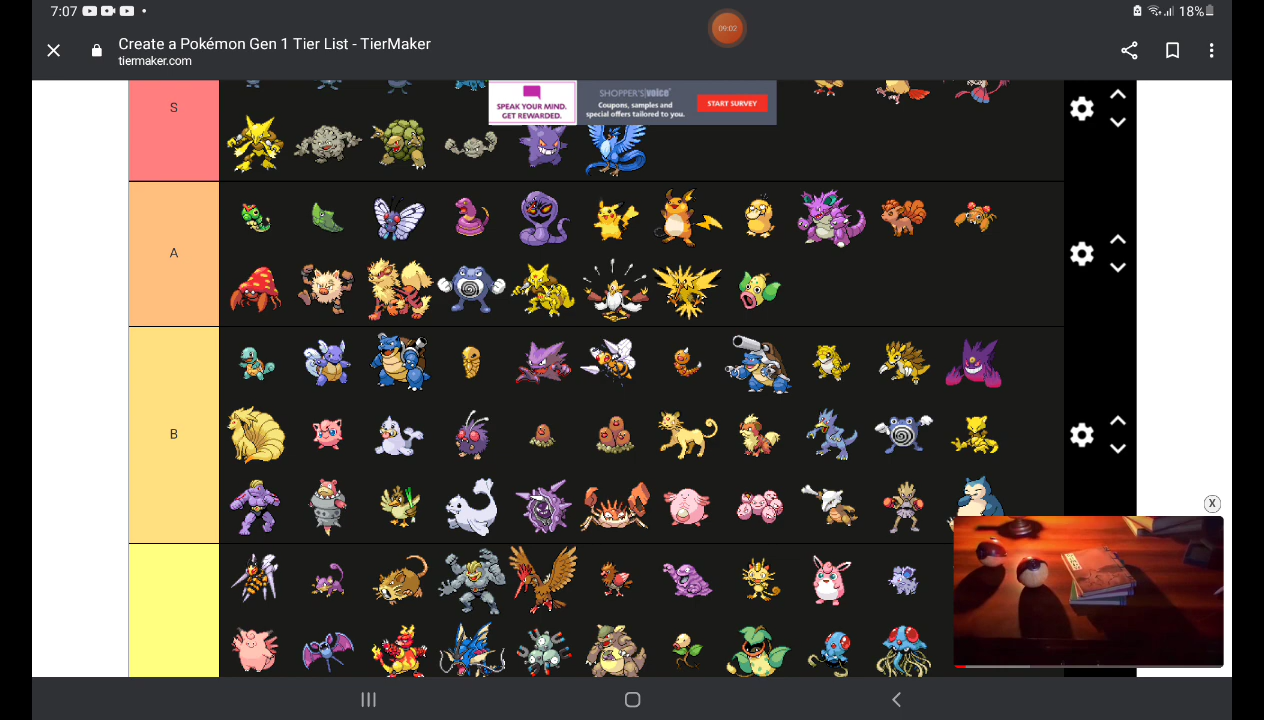 7:07
18%
09:02
Create a Pokémon Gen 1 Tier List - TierMaker
tiermaker.com
SPEAK YOUR MIND.
GET REWARDED.
SHOPPER'S|voice
Coupons, samples and
special offers tailored to you.
START SURVEY
S
A
B
X